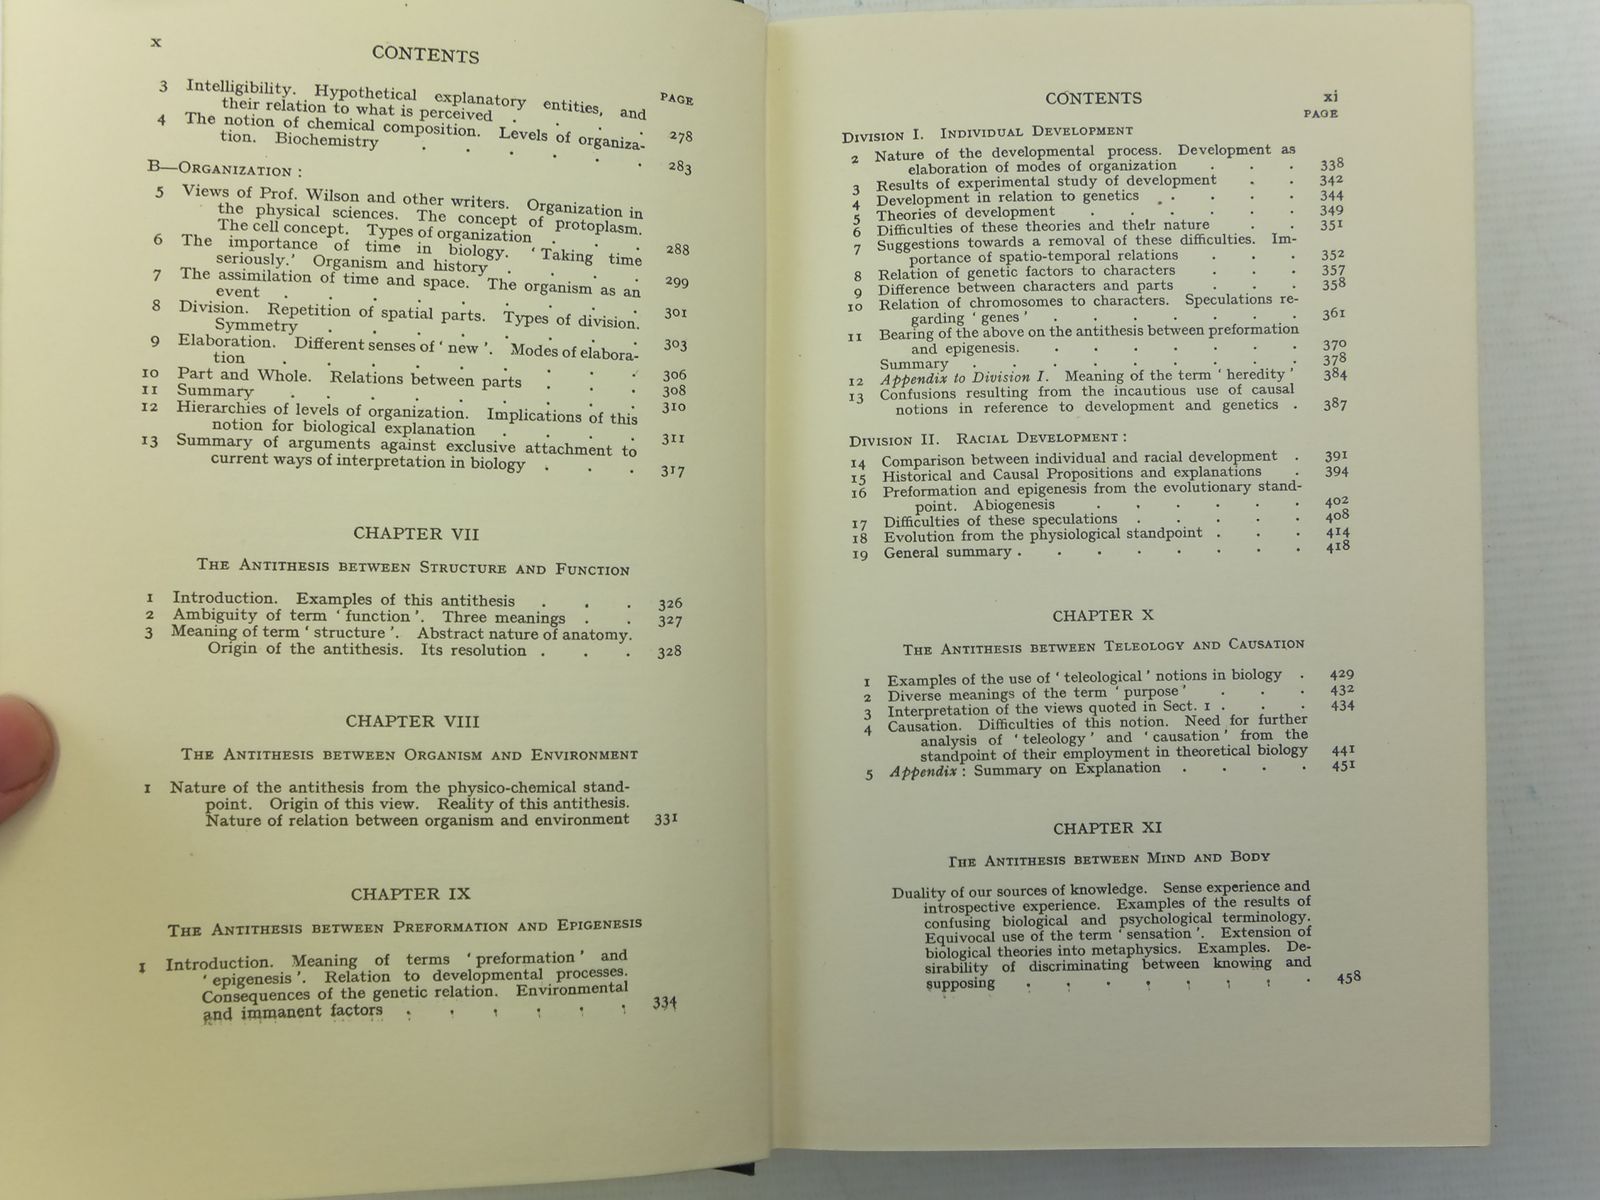 x
CONTENTS
PAGE
3 Intelligibility. Hypothetical explanatory entities, and
their relation to what is perceived . . . . 278
4 The notion of chemical composition. Levels of organiza-
tion. Biochemistry . . . . . . 283
B—ORGANIZATION :
5 Views of Prof. Wilson and other writers. Organization in
the physical sciences. The concept of protoplasm.
The cell concept. Types of organization . . . 288
6 The importance of time in biology. ‘ Taking time
seriously.’ Organism and history . . . . 299
7 The assimilation of time and space. The organism as an
event . . . . . . . . . 301
8 Division. Repetition of spatial parts. Types of division.
Symmetry . . . . . . . . 303
9 Elaboration. Different senses of ‘ new ’. Modes of elabora-
tion . . . . . . . . . 306
10 Part and Whole. Relations between parts . . . 308
11 Summary . . . . . . . . 310
12 Hierarchies of levels of organization. Implications of this
notion for biological explanation . . . . 311
13 Summary of arguments against exclusive attachment to
current ways of interpretation in biology . . . 317
CHAPTER VII
THE ANTITHESIS BETWEEN STRUCTURE AND FUNCTION
1 Introduction. Examples of this antithesis . . . 326
2 Ambiguity of term ‘ function ’. Three meanings . . 327
3 Meaning of term ‘ structure ’. Abstract nature of anatomy.
Origin of the antithesis. Its resolution . . . 328
CHAPTER VIII
THE ANTITHESIS BETWEEN ORGANISM AND ENVIRONMENT
1 Nature of the antithesis from the physico-chemical stand-
point. Origin of this view. Reality of this antithesis.
Nature of relation between organism and environment 331
CHAPTER IX
THE ANTITHESIS BETWEEN PREFORMATION AND EPIGENESIS
1 Introduction. Meaning of terms ‘ preformation ’ and
‘ epigenesis ’. Relation to developmental processes.
Consequences of the genetic relation. Environmental
and immanent factors . . . . . . 334
CONTENTS xi
PAGE
DIVISION I. INDIVIDUAL DEVELOPMENT
2 Nature of the developmental process. Development as
elaboration of modes of organization . . . 338
3 Results of experimental study of development . . 342
4 Development in relation to genetics . . . . 344
5 Theories of development . . . . . . 349
6 Difficulties of these theories and their nature . . 351
7 Suggestions towards a removal of these difficulties. Im-
portance of spatio-temporal relations . . . 352
8 Relation of genetic factors to characters . . . 357
9 Difference between characters and parts . . . 358
10 Relation of chromosomes to characters. Speculations re-
garding ‘ genes ’ . . . . . . . 361
11 Bearing of the above on the antithesis between preformation
and epigenesis. . . . . . . . 370
Summary . . . . . . . . . 378
12 Appendix to Division I. Meaning of the term ‘ heredity ’ 384
13 Confusions resulting from the incautious use of causal
notions in reference to development and genetics . 387
DIVISION II. RACIAL DEVELOPMENT :
14 Comparison between individual and racial development . 391
15 Historical and Causal Propositions and explanations . 394
16 Preformation and epigenesis from the evolutionary stand-
point. Abiogenesis . . . . . . 402
17 Difficulties of these speculations . . . . . 408
18 Evolution from the physiological standpoint . . . 414
19 General summary . . . . . . . . 418
CHAPTER X
THE ANTITHESIS BETWEEN TELEOLOGY AND CAUSATION
1 Examples of the use of ‘ teleological ’ notions in biology . 429
2 Diverse meanings of the term ‘ purpose ’ . . . 432
3 Interpretation of the views quoted in Sect. 1 . . . 434
4 Causation. Difficulties of this notion. Need for further
analysis of ‘ teleology ’ and ‘ causation ’ from the
standpoint of their employment in theoretical biology 441
5 Appendix : Summary on Explanation . . . . 451
CHAPTER XI
THE ANTITHESIS BETWEEN MIND AND BODY
Duality of our sources of knowledge. Sense experience and
introspective experience. Examples of the results of
confusing biological and psychological terminology.
Equivocal use of the term ‘ sensation ’. Extension of
biological theories into metaphysics. Examples. De-
sirability of discriminating between knowing and
supposing . . . . . . . . 458